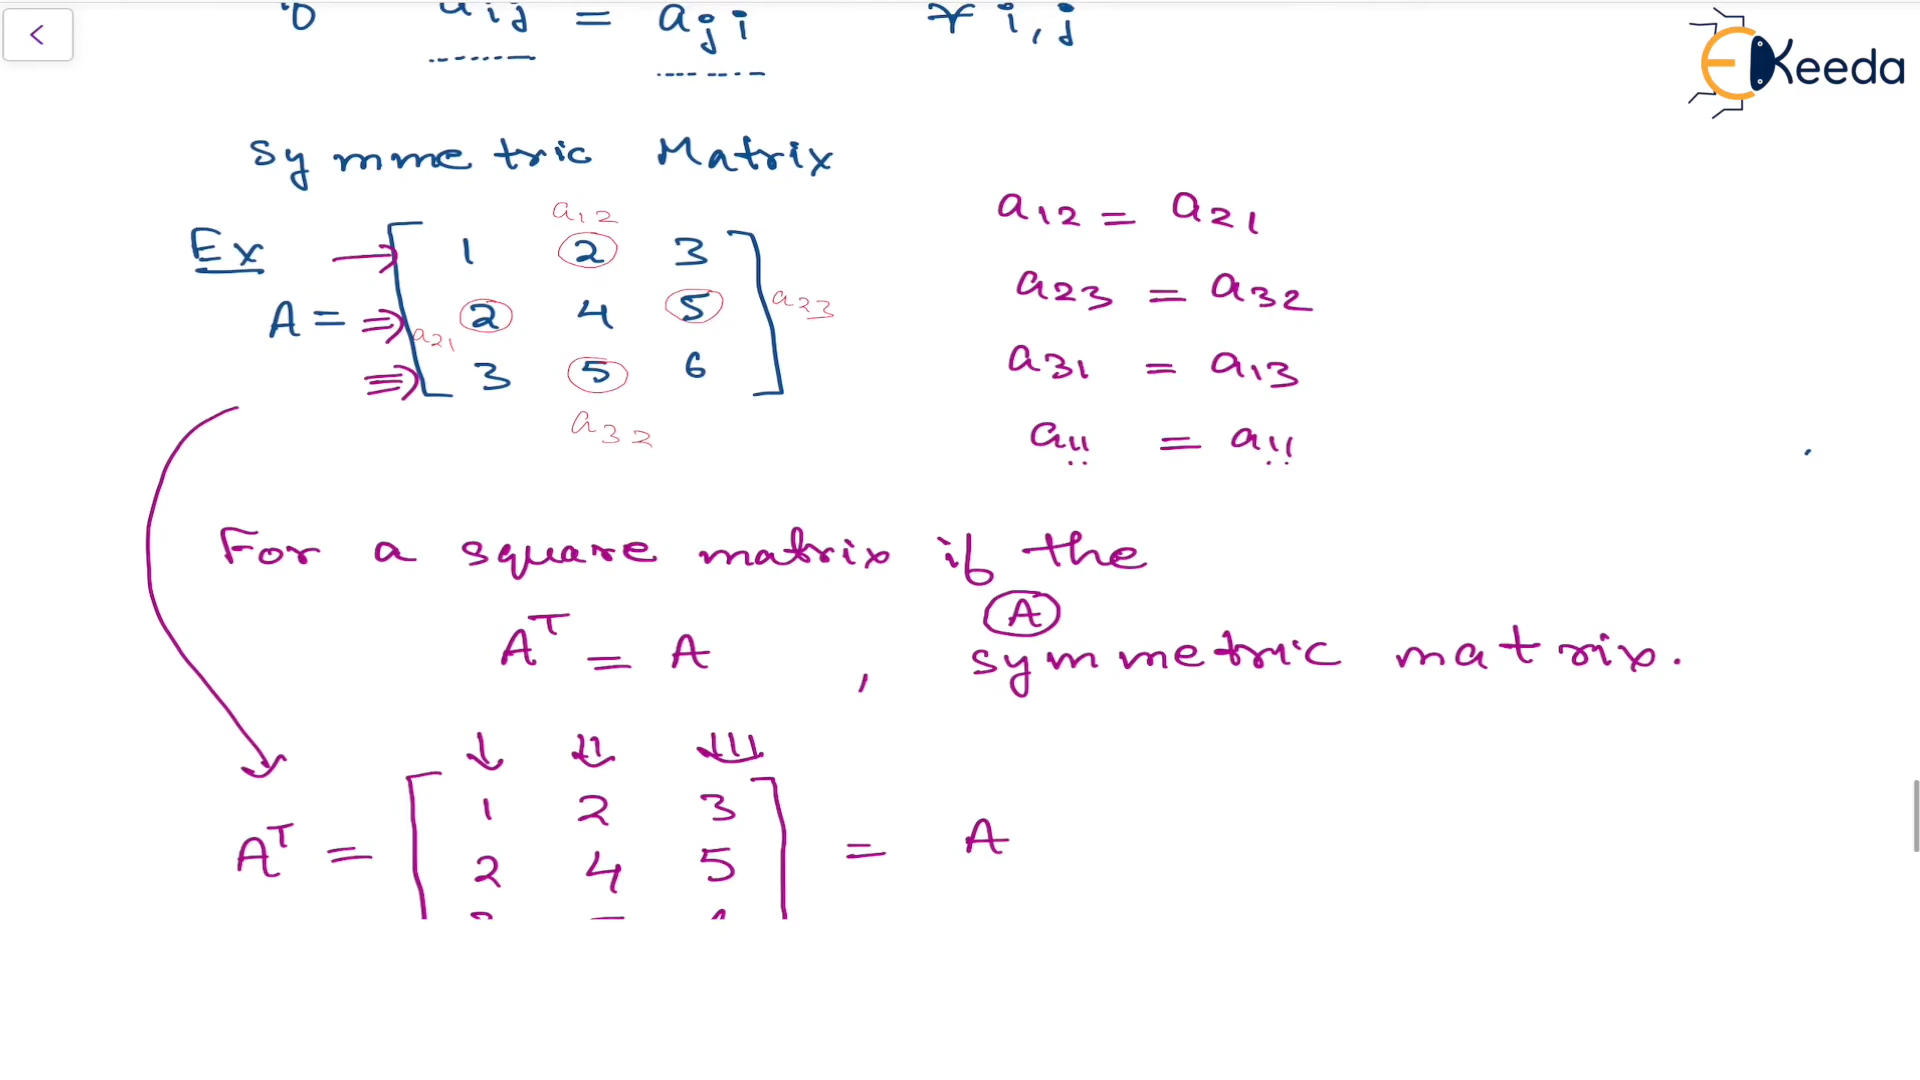 if aij = aji ∀ i,j
EKeeda
Symmetric Matrix
a12
Ex
A = [ 1 2 3
2 4 5
3 5 6 ]
a21
a23
a32
a12 = a21
a23 = a32
a31 = a13
a11 = a11
For a square matrix if the
A^T = A , (A) symmetric matrix.
A^T = [ 1 2 3
2 4 5 ] = A